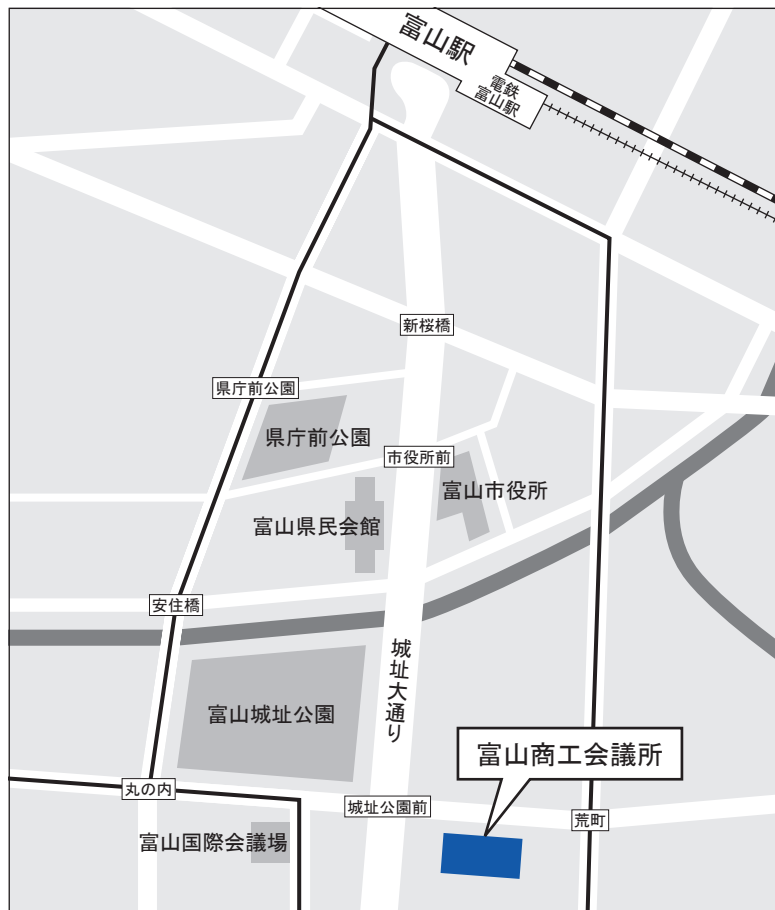 富山駅
電鉄
富山駅
新桜橋
県庁前公園
県庁前公園
市役所前
富山市役所
富山県民会館
安住橋
城址大通り
富山城址公園
富山商工会議所
丸の内
城址公園前
荒町
富山国際会議場